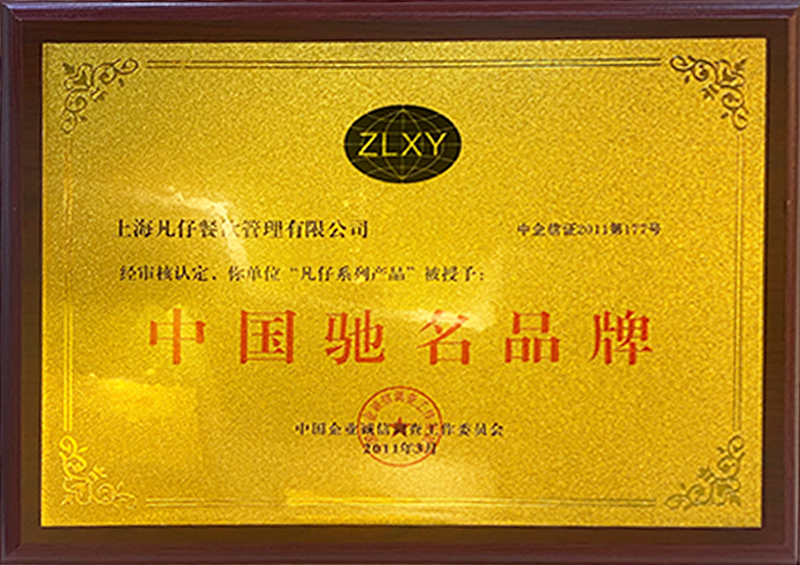 ZLXY
上海凡仔餐饮管理有限公司
中企信证2011第177号
经审核认定、你单位“凡仔系列产品”被授予：
中国驰名品牌
中国企业诚信调查工作委员会
2011年3月